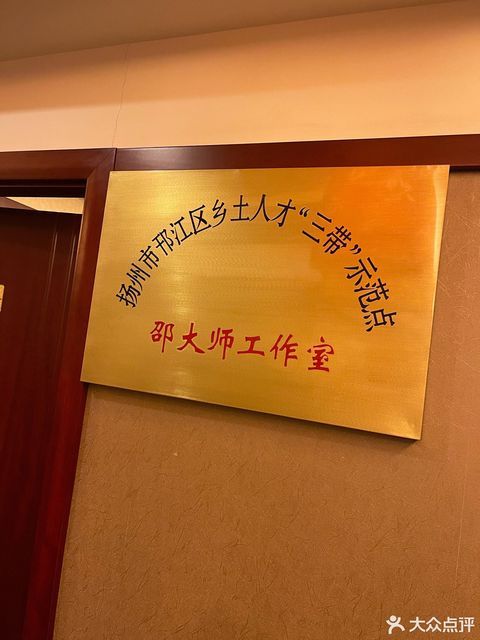 扬州市邗江区乡土人才“三带”示范点
邵大师工作室
大众点评